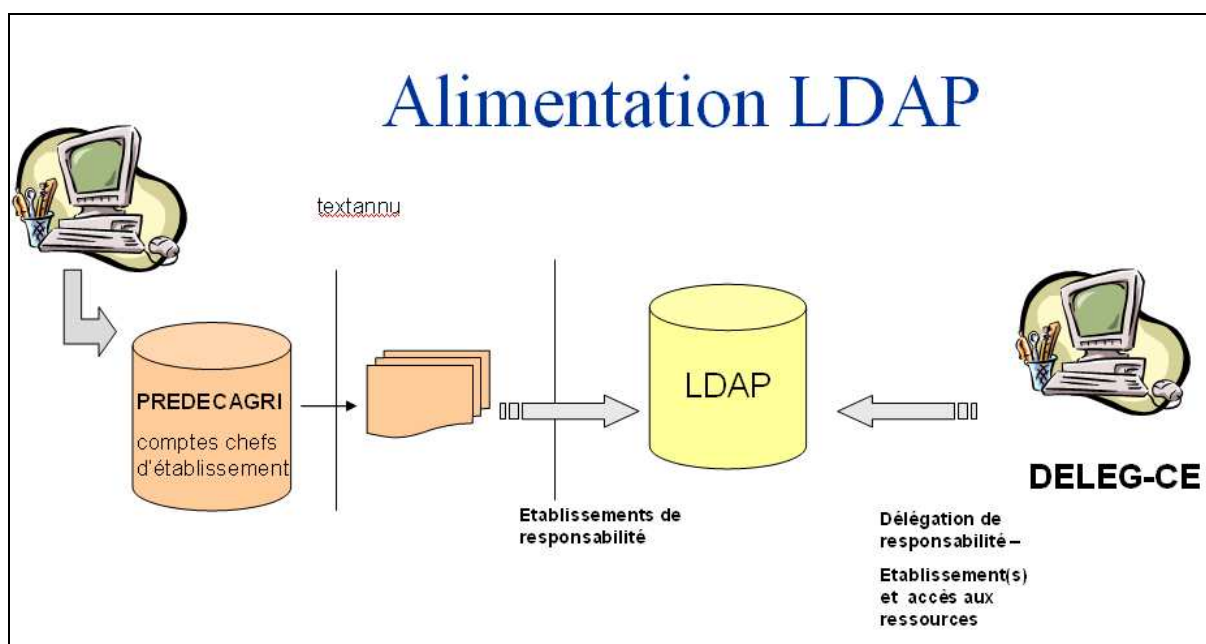 Alimentation LDAP
textannu
PREDECAGRI
comptes chefs
d'établissement
LDAP
DELEG-CE
Etablissements de
responsabilité
Délégation de
responsabilité –
Etablissement(s)
et accès aux
ressources